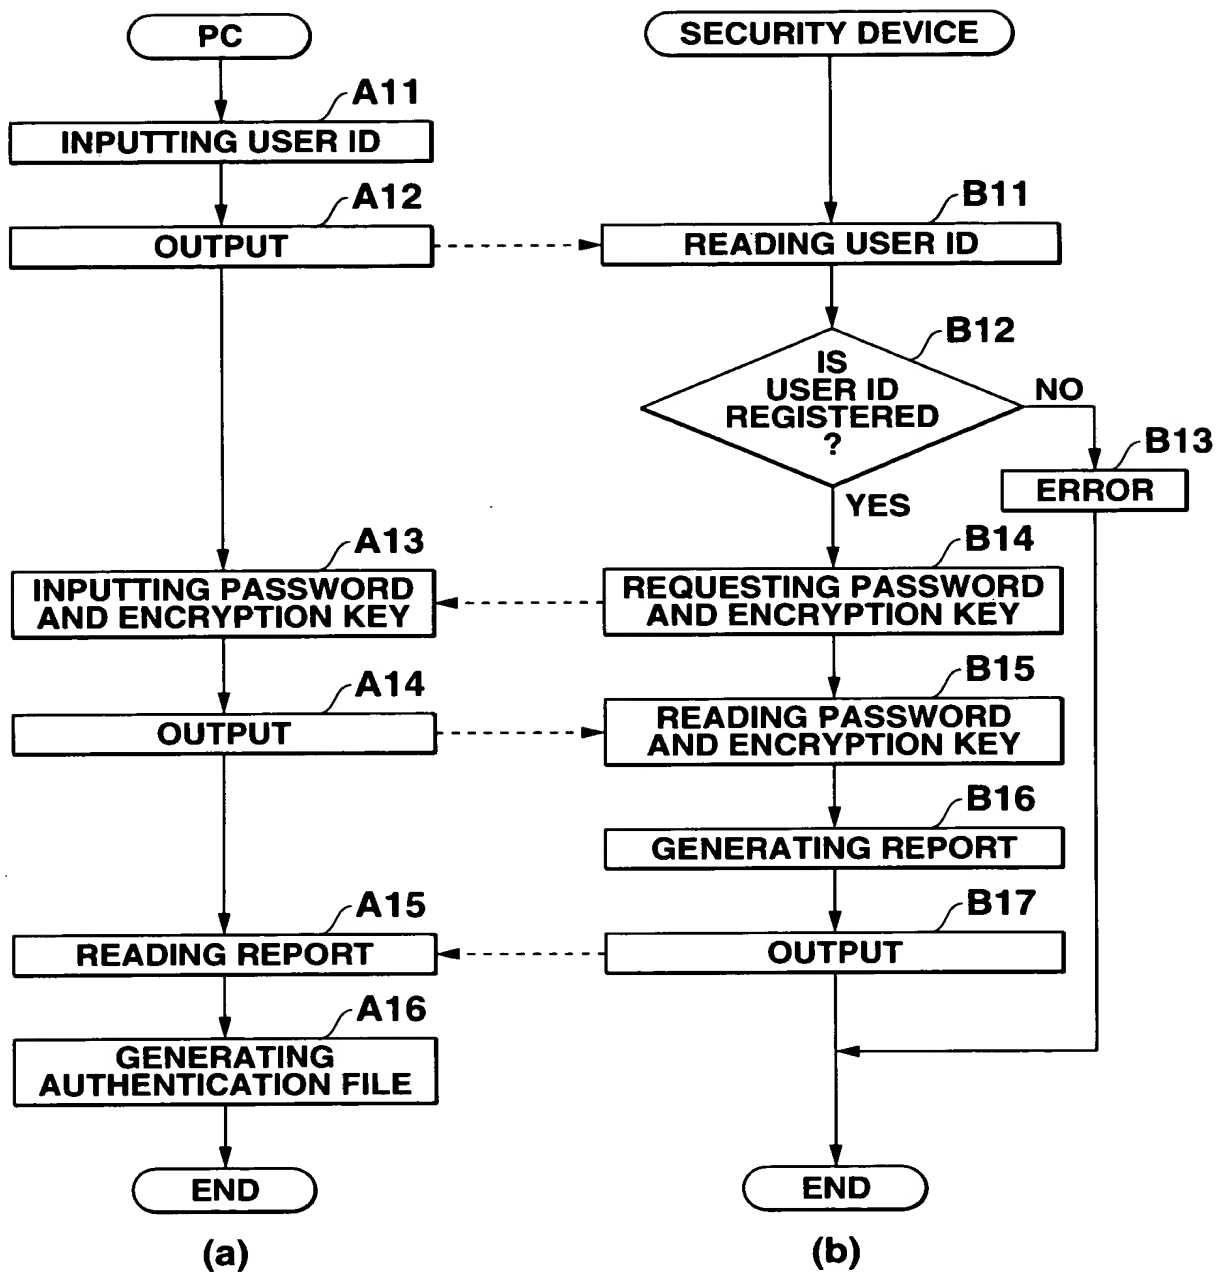 PC
A11
INPUTTING USER ID
A12
OUTPUT
A13
INPUTTING PASSWORD
AND ENCRYPTION KEY
A14
OUTPUT
A15
READING REPORT
A16
GENERATING
AUTHENTICATION FILE
END
(a)
SECURITY DEVICE
B11
READING USER ID
B12
IS
USER ID
REGISTERED
?
NO
B13
ERROR
YES
B14
REQUESTING PASSWORD
AND ENCRYPTION KEY
B15
READING PASSWORD
AND ENCRYPTION KEY
B16
GENERATING REPORT
B17
OUTPUT
END
(b)